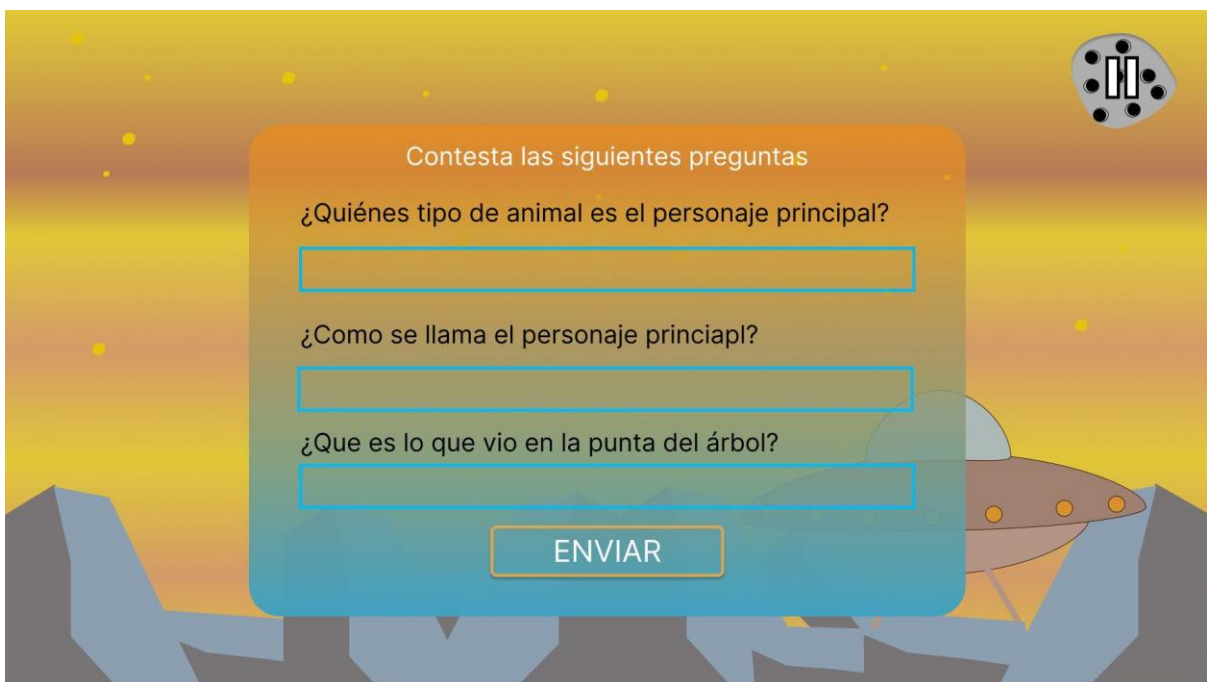 Contesta las siguientes preguntas
¿Quiénes tipo de animal es el personaje principal?
¿Como se llama el personaje princiapl?
¿Que es lo que vio en la punta del árbol?
ENVIAR